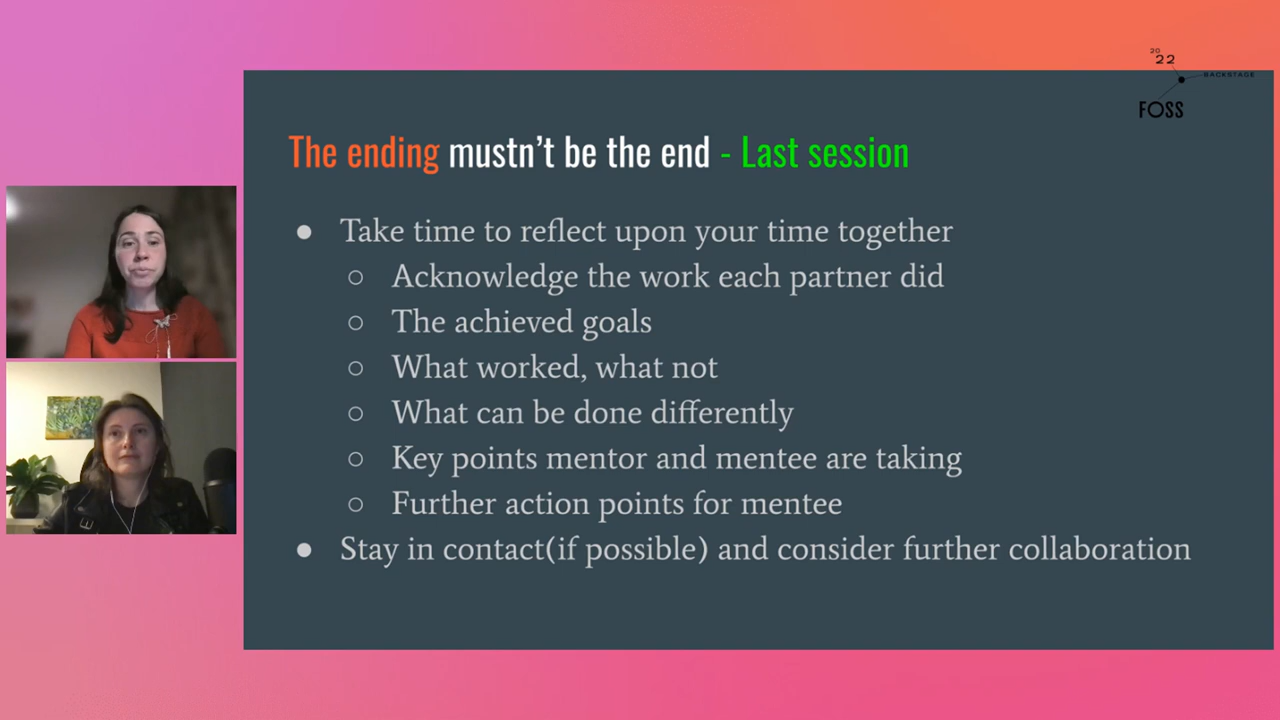 20
22
BACKSTAGE
FOSS
The ending mustn't be the end - Last session
● Take time to reflect upon your time together
○ Acknowledge the work each partner did
○ The achieved goals
○ What worked, what not
○ What can be done differently
○ Key points mentor and mentee are taking
○ Further action points for mentee
● Stay in contact(if possible) and consider further collaboration